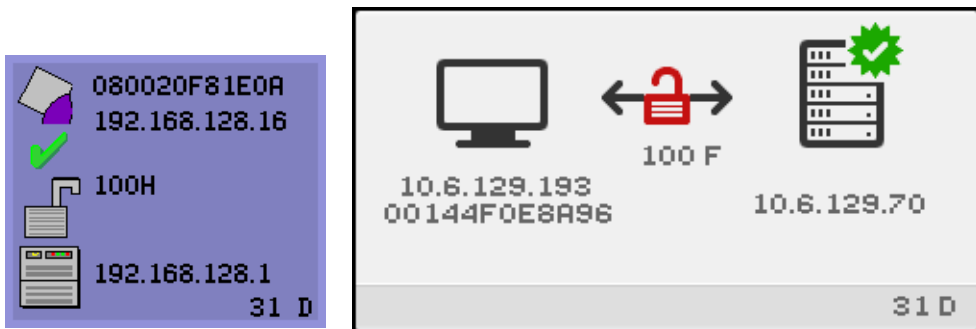 080020F81E0A
192.168.128.16
100H
192.168.128.1
31 D
100 F
10.6.129.193
00144F0E8A96
10.6.129.70
31 D